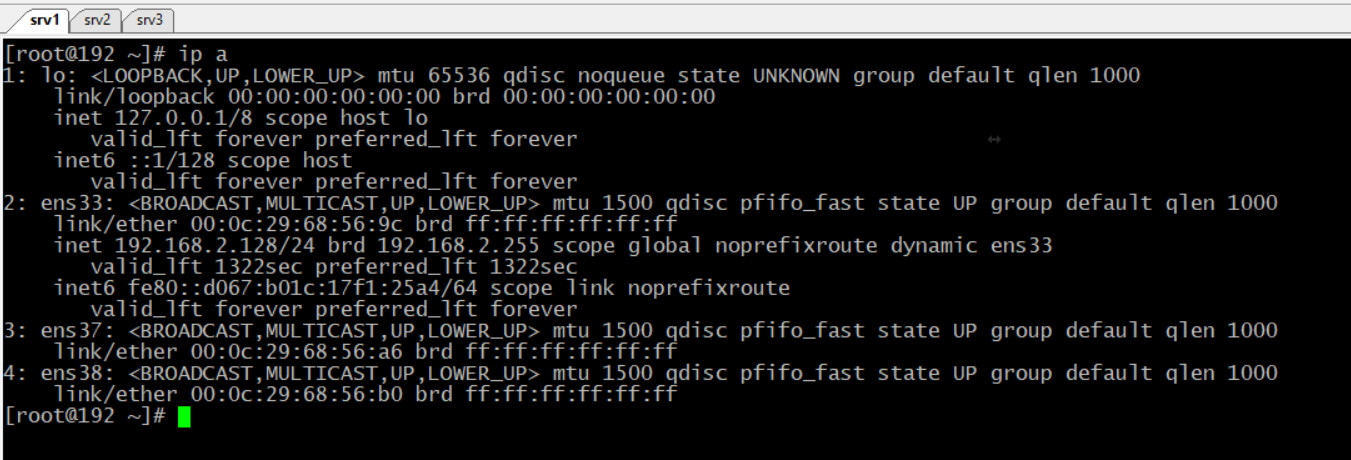 srv1 srv2 srv3
[root@192 ~]# ip a
1: lo: <LOOPBACK,UP,LOWER_UP> mtu 65536 qdisc noqueue state UNKNOWN group default qlen 1000
    link/loopback 00:00:00:00:00:00 brd 00:00:00:00:00:00
    inet 127.0.0.1/8 scope host lo
       valid_lft forever preferred_lft forever
    inet6 ::1/128 scope host
       valid_lft forever preferred_lft forever
2: ens33: <BROADCAST,MULTICAST,UP,LOWER_UP> mtu 1500 qdisc pfifo_fast state UP group default qlen 1000
    link/ether 00:0c:29:68:56:9c brd ff:ff:ff:ff:ff:ff
    inet 192.168.2.128/24 brd 192.168.2.255 scope global noprefixroute dynamic ens33
       valid_lft 1322sec preferred_lft 1322sec
    inet6 fe80::d067:b01c:17f1:25a4/64 scope link noprefixroute
       valid_lft forever preferred_lft forever
3: ens37: <BROADCAST,MULTICAST,UP,LOWER_UP> mtu 1500 qdisc pfifo_fast state UP group default qlen 1000
    link/ether 00:0c:29:68:56:a6 brd ff:ff:ff:ff:ff:ff
4: ens38: <BROADCAST,MULTICAST,UP,LOWER_UP> mtu 1500 qdisc pfifo_fast state UP group default qlen 1000
    link/ether 00:0c:29:68:56:b0 brd ff:ff:ff:ff:ff:ff
[root@192 ~]#